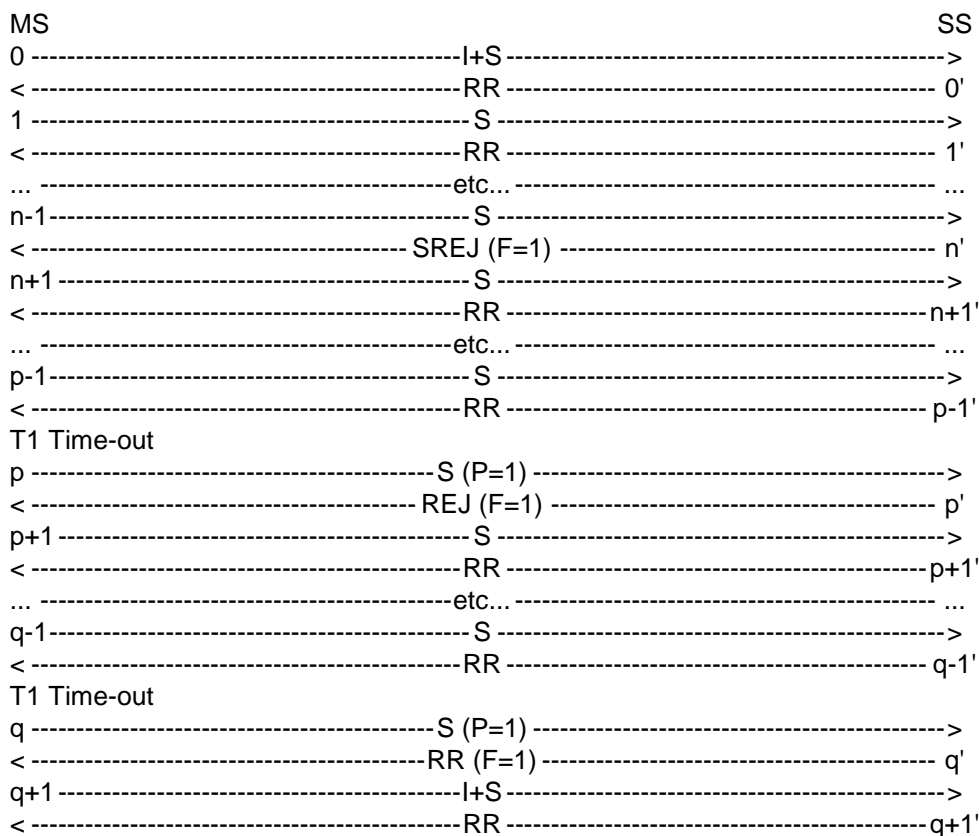 MS SS
0 ----------------------------------------------------I+S-----------------------------------------------------> 
< ----------------------------------------------------RR ---------------------------------------------------- 0'
1 ----------------------------------------------------- S ------------------------------------------------------>
< ----------------------------------------------------RR ---------------------------------------------------- 1'
... --------------------------------------------------etc... --------------------------------------------------- ...
n-1--------------------------------------------------- S ------------------------------------------------------>
< ---------------------------------------------- SREJ (F=1) ---------------------------------------------- n'
n+1 -------------------------------------------------- S ------------------------------------------------------>
< ----------------------------------------------------RR ---------------------------------------------------n+1'
... --------------------------------------------------etc... --------------------------------------------------- ...
p-1--------------------------------------------------- S ------------------------------------------------------>
< ----------------------------------------------------RR --------------------------------------------------- p-1'
T1 Time-out
p ------------------------------------------------- S (P=1) -------------------------------------------------->
< ----------------------------------------------- REJ (F=1) ----------------------------------------------- p'
p+1 -------------------------------------------------- S ------------------------------------------------------>
< ----------------------------------------------------RR ---------------------------------------------------p+1'
... --------------------------------------------------etc... --------------------------------------------------- ...
q-1--------------------------------------------------- S ------------------------------------------------------>
< ----------------------------------------------------RR --------------------------------------------------- q-1'
T1 Time-out
q ------------------------------------------------- S (P=1) -------------------------------------------------->
< ------------------------------------------------RR (F=1) ------------------------------------------------ q'
q+1 -------------------------------------------------I+S----------------------------------------------------->
< ----------------------------------------------------RR ---------------------------------------------------q+1'